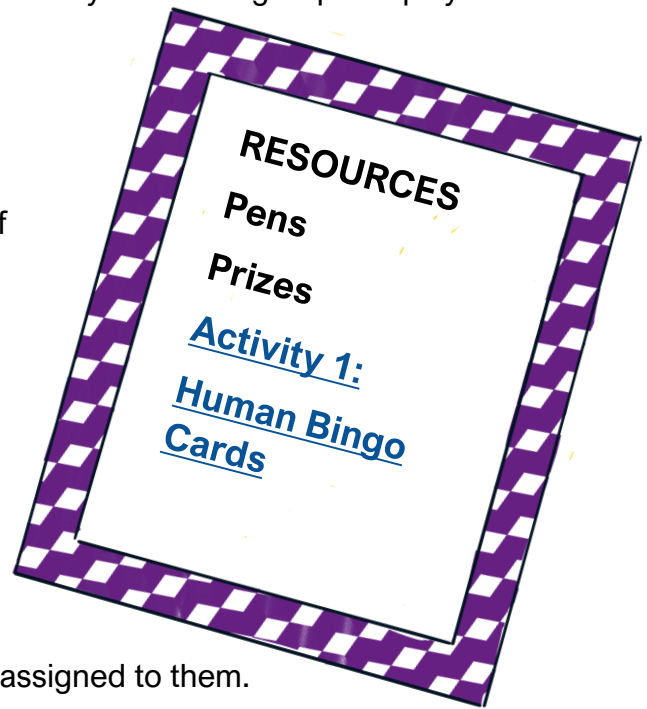 RESOURCES
Pens
Prizes
Activity 1:
Human Bingo
Cards
f
assigned to them.